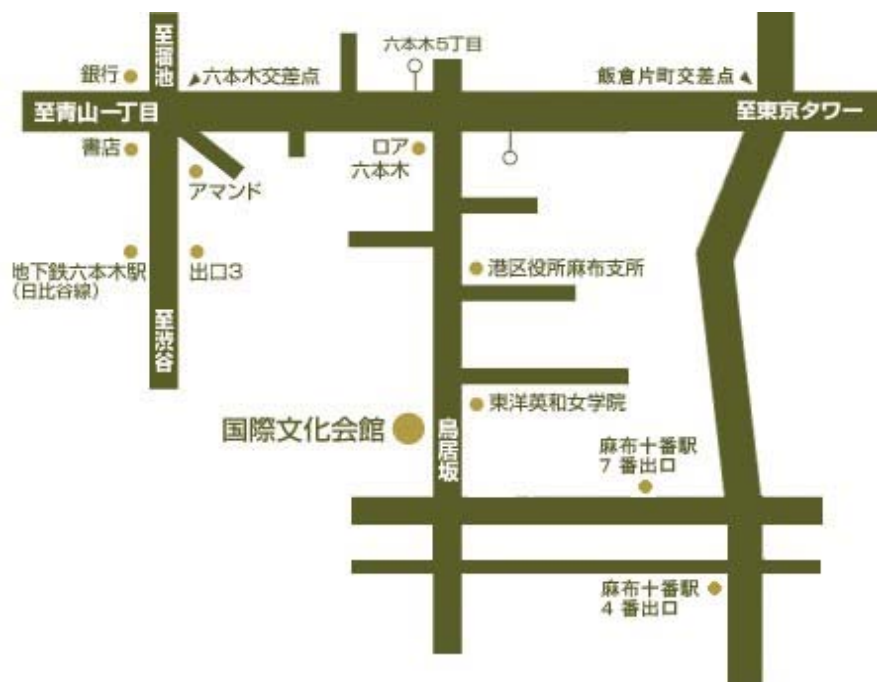 至溜池
六本木5丁目
銀行
六本木交差点
飯倉片町交差点
至青山一丁目
至東京タワー
書店
ロア
六本木
アマンド
地下鉄六本木駅
(日比谷線)
出口3
港区役所麻布支所
至渋谷
東洋英和女学院
国際文化会館
鳥居坂
麻布十番駅
7 番出口
麻布十番駅
4 番出口